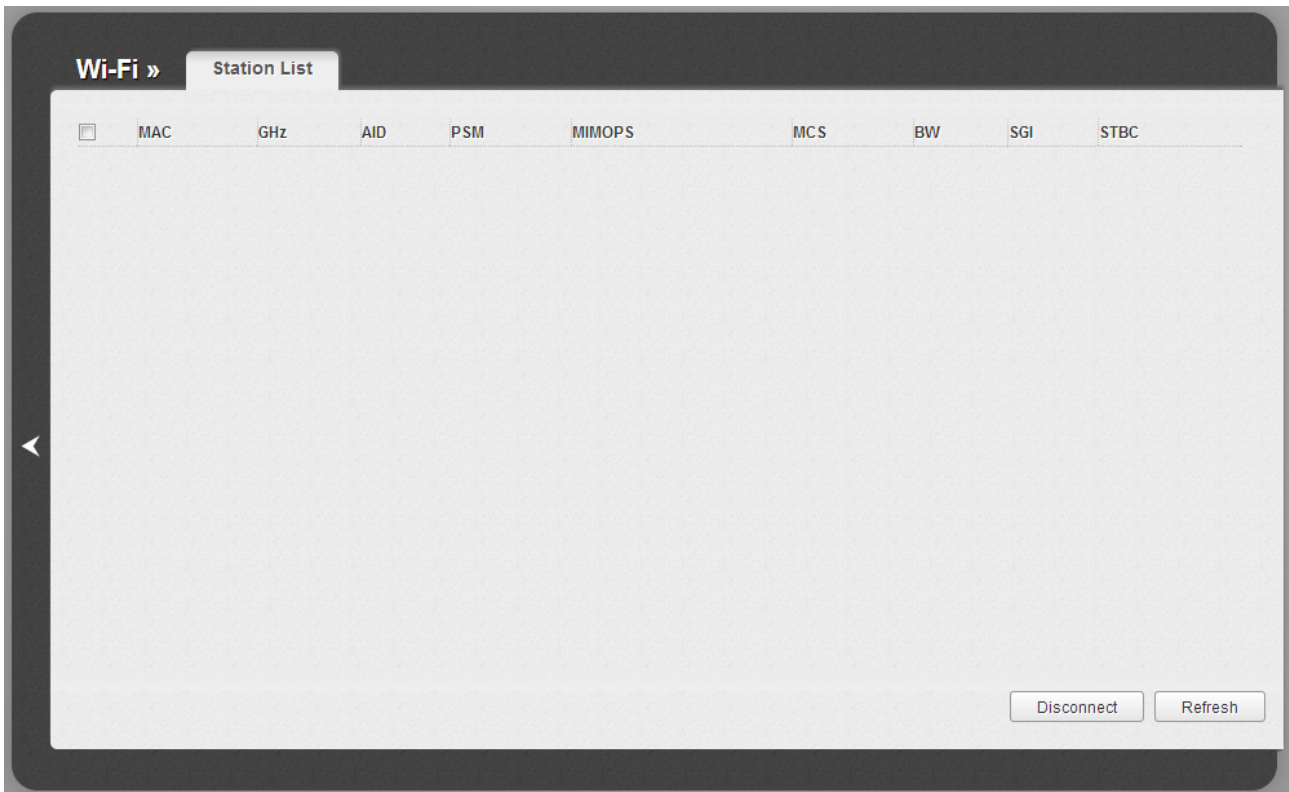 Wi-Fi » Station List
MAC GHz AID PSM MIMOPS MCS BW SGI STBC
Disconnect Refresh